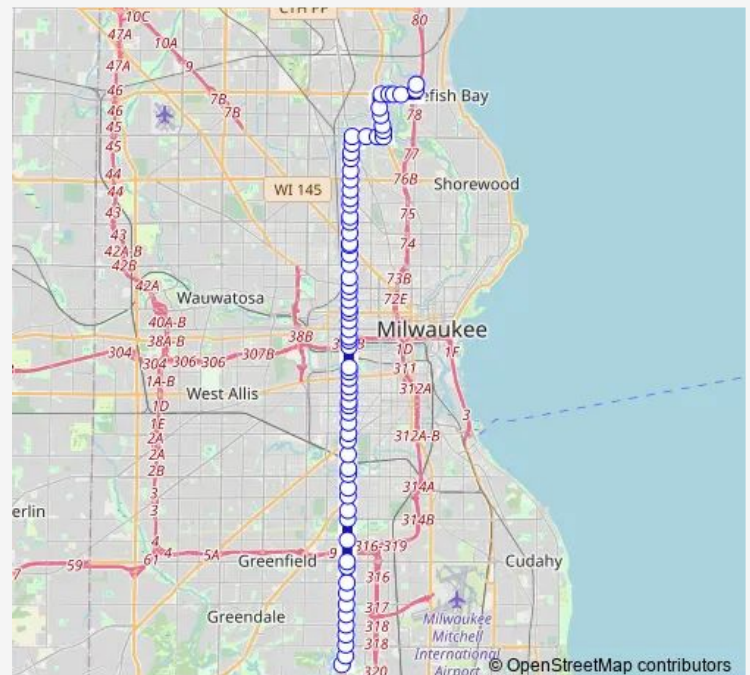 CTH PP
80
10C
47A
10A
47A
9
46
7B
46
7B
45
45
efish Bay
78
77
44
76B
44
WI 145
Shorewood
43
75
43
74
42A-B
42B
73B
42A
Wauwatosa
72E
40A-B
38A-B
38B
Milwaukee
304
304
306
306
307B
1D
1F
311
1A-B
312A
West Allis
1D
3
1E
2A
312A-B
2A
2B
3
314A
3
314B
erlin
4
4
5A
9
316-319
59
61
Greenfield
Cudahy
316
Greendale
317
318
318
Milwaukee
Mitchell
International
Airport
320
© OpenStreetMap contributors